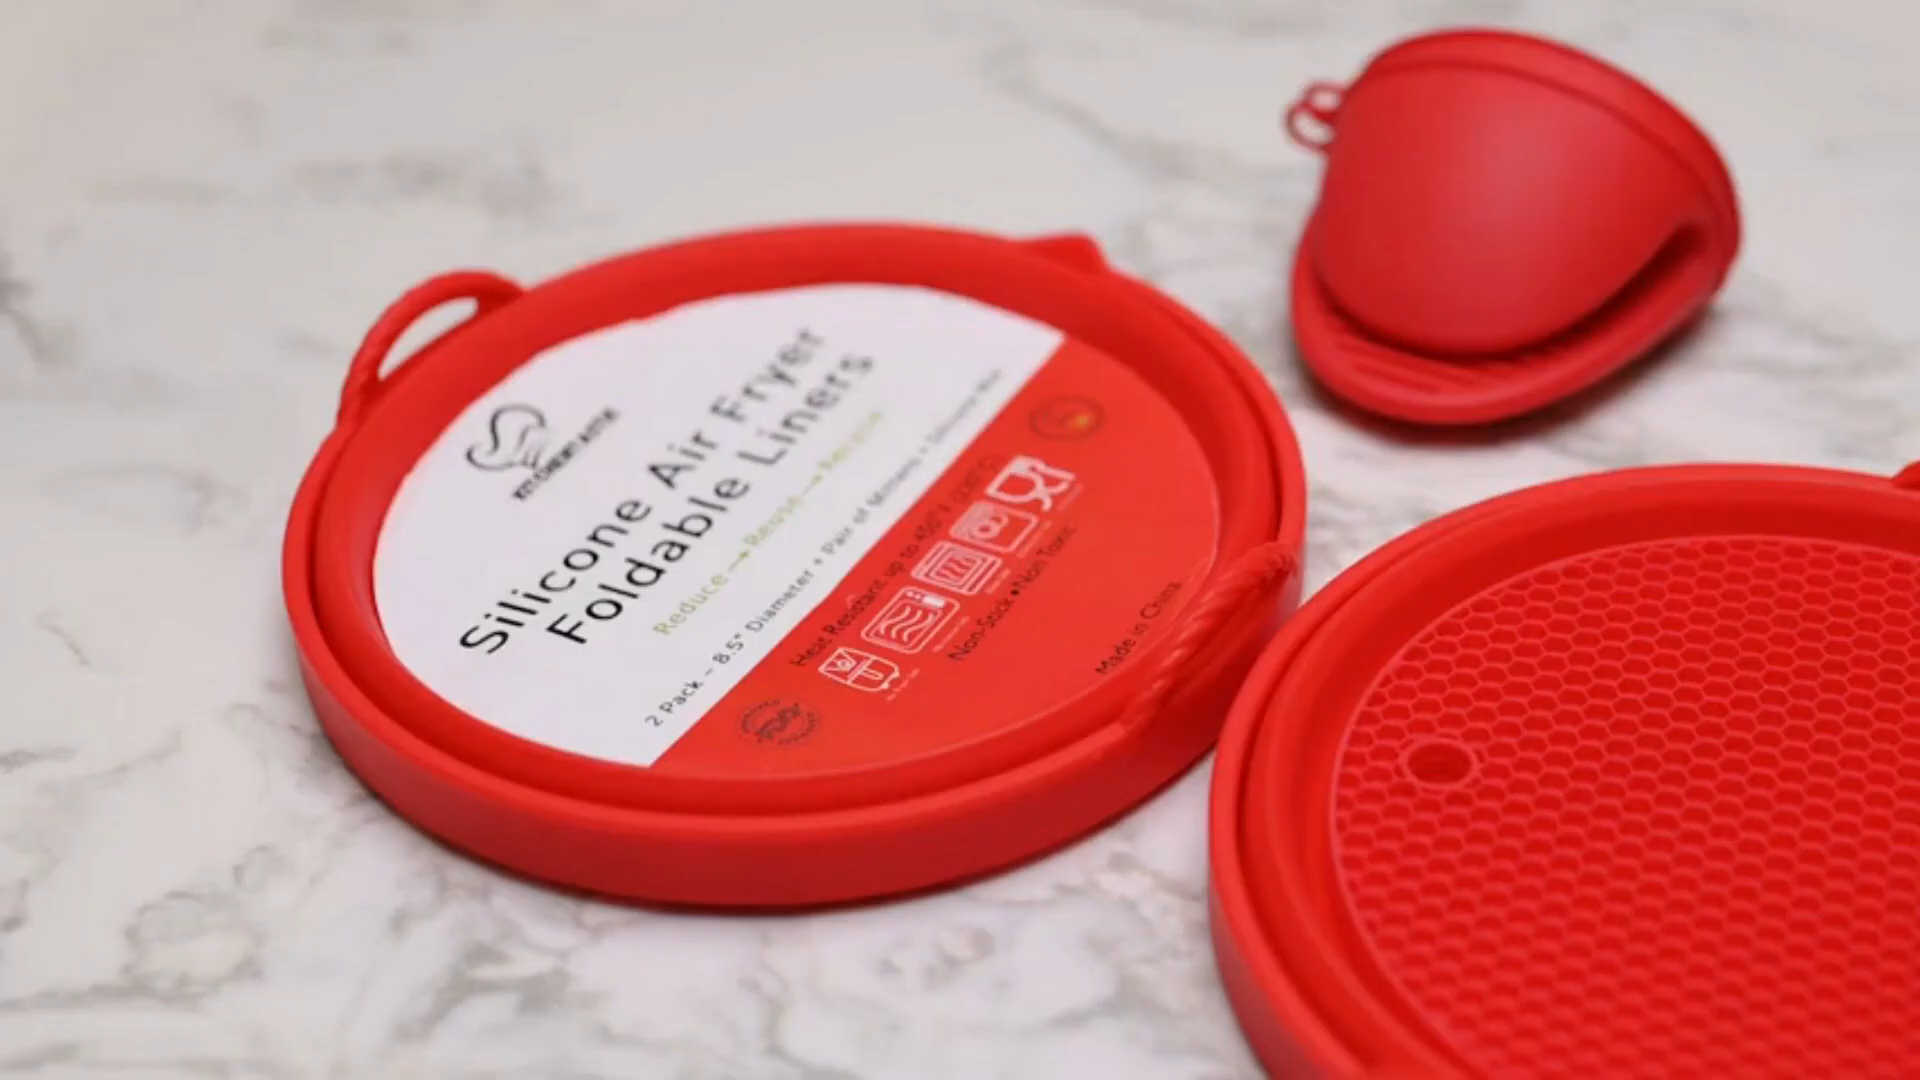 Silicone Air Fryer
Foldable Liners
Reduce → Reuse → Recycle
2 Pack - 8.5" Diameter + Pair of Mittens + Silicone Mat
Heat Resistant up to 450°F
Non-Stick • Non Toxic
Made in China